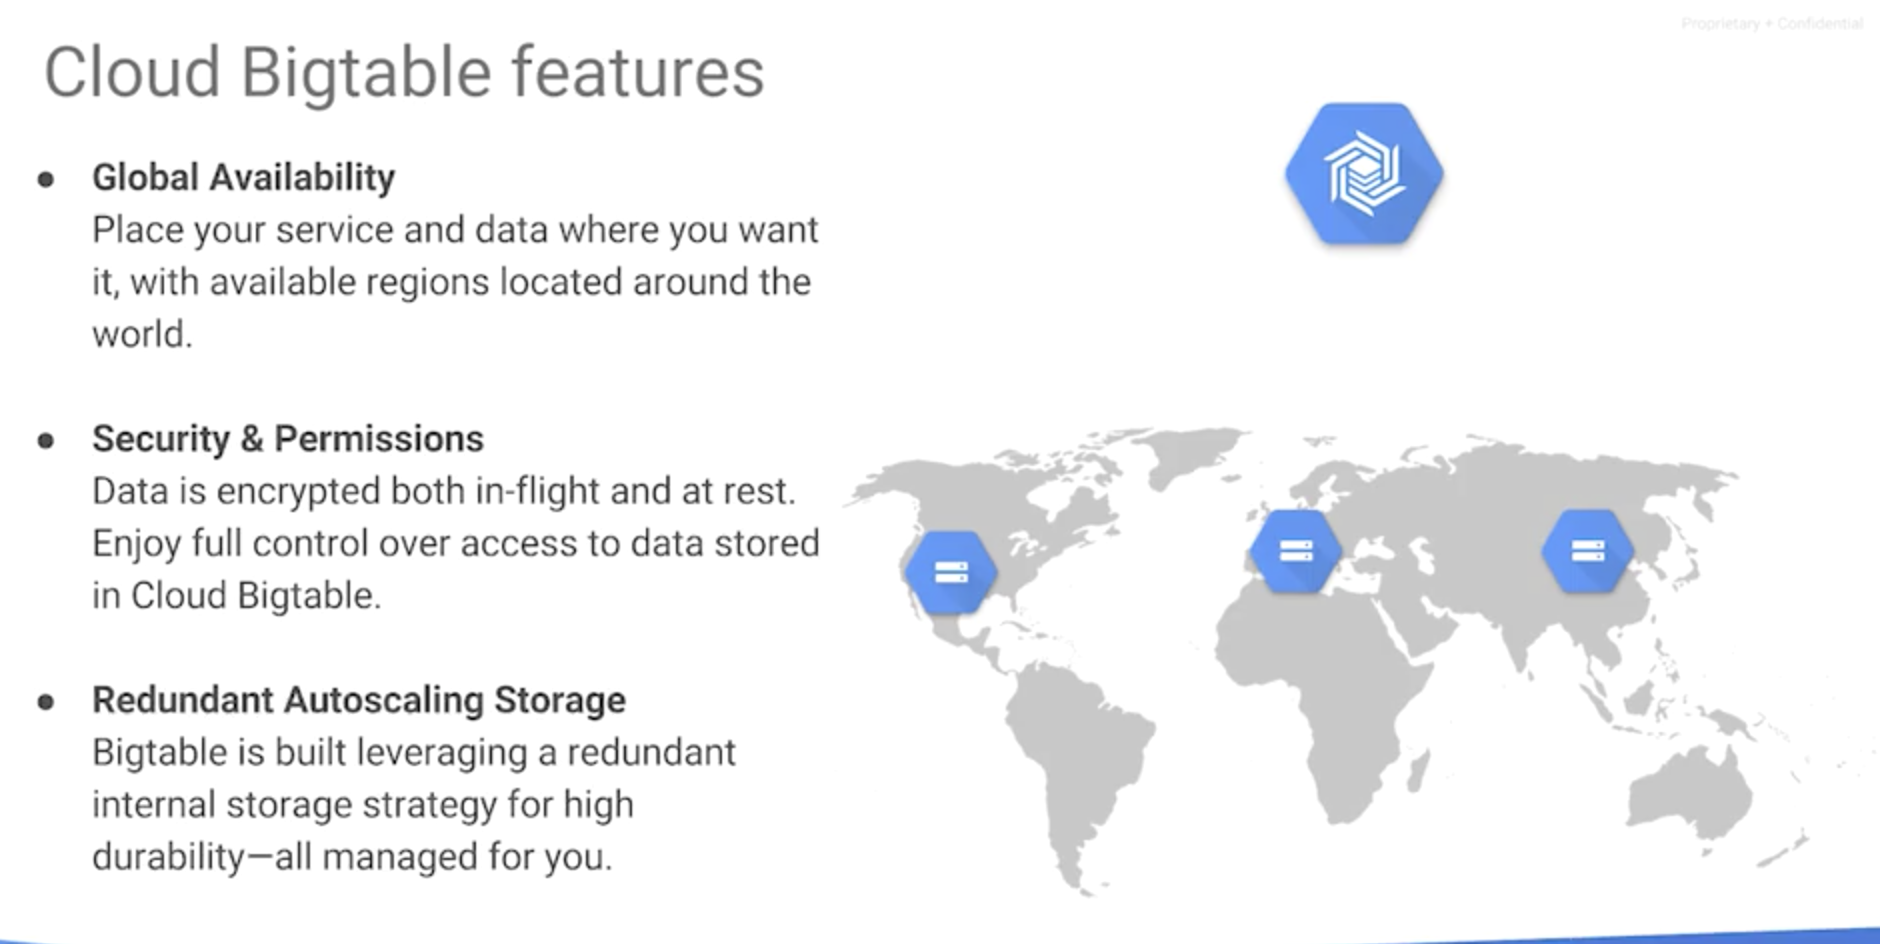 Proprietary + Confidential
Cloud Bigtable features
● Global Availability
Place your service and data where you want
it, with available regions located around the
world.
● Security & Permissions
Data is encrypted both in-flight and at rest.
Enjoy full control over access to data stored
in Cloud Bigtable.
● Redundant Autoscaling Storage
Bigtable is built leveraging a redundant
internal storage strategy for high
durability—all managed for you.